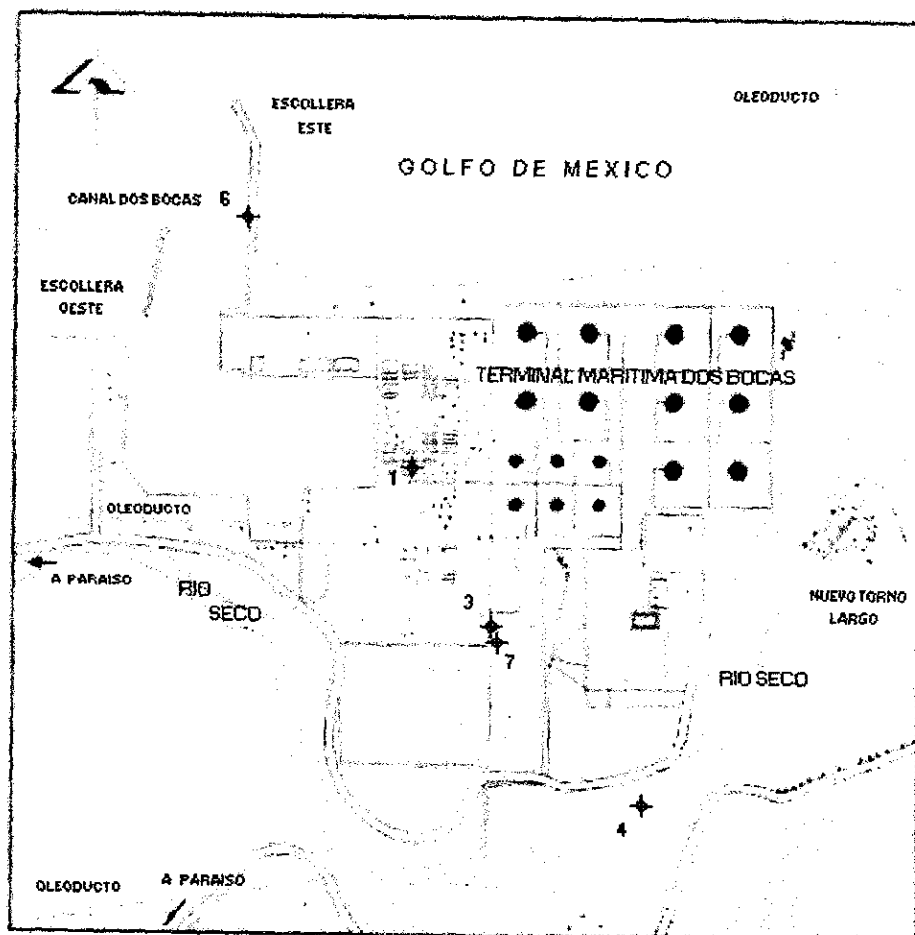 OLEODUCTO
ESCOLLERA
ESTE
GOLFO DE MEXICO
CANAL DOS BOCAS
6
ESCOLLERA
OESTE
TERMINAL MARITIMA DOS BOCAS
1
OLEODUCTO
A PARAISO
RIO
SECO
3
7
NUEVO TORNO
LARGO
RIO SECO
4
OLEODUCTO
A PARAISO